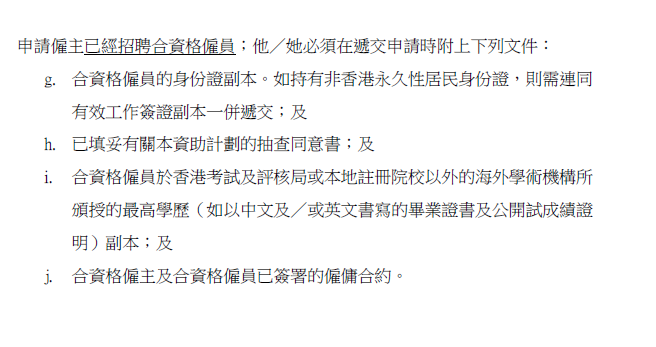 申請僱主已經招聘合資格僱員；他／她必須在遞交申請時附上下列文件：
g. 合資格僱員的身份證副本。如持有非香港永久性居民身份證，則需連同
有效工作簽證副本一併遞交；及
h. 已填妥有關本資助計劃的抽查同意書；及
i. 合資格僱員於香港考試及評核局或本地註冊院校以外的海外學術機構所
頒授的最高學歷（如以中文及／或英文書寫的畢業證書及公開試成績證
明）副本；及
j. 合資格僱主及合資格僱員已簽署的僱傭合約。